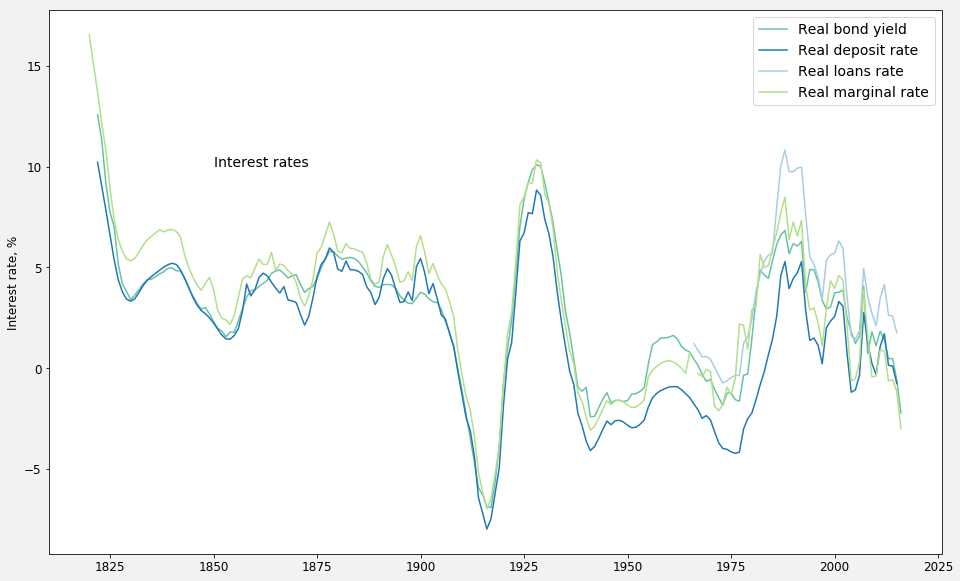 Real bond yield
Real deposit rate
Real loans rate
Real marginal rate
Interest rates
Interest rate, %
15
10
5
0
−5
1825
1850
1875
1900
1925
1950
1975
2000
2025